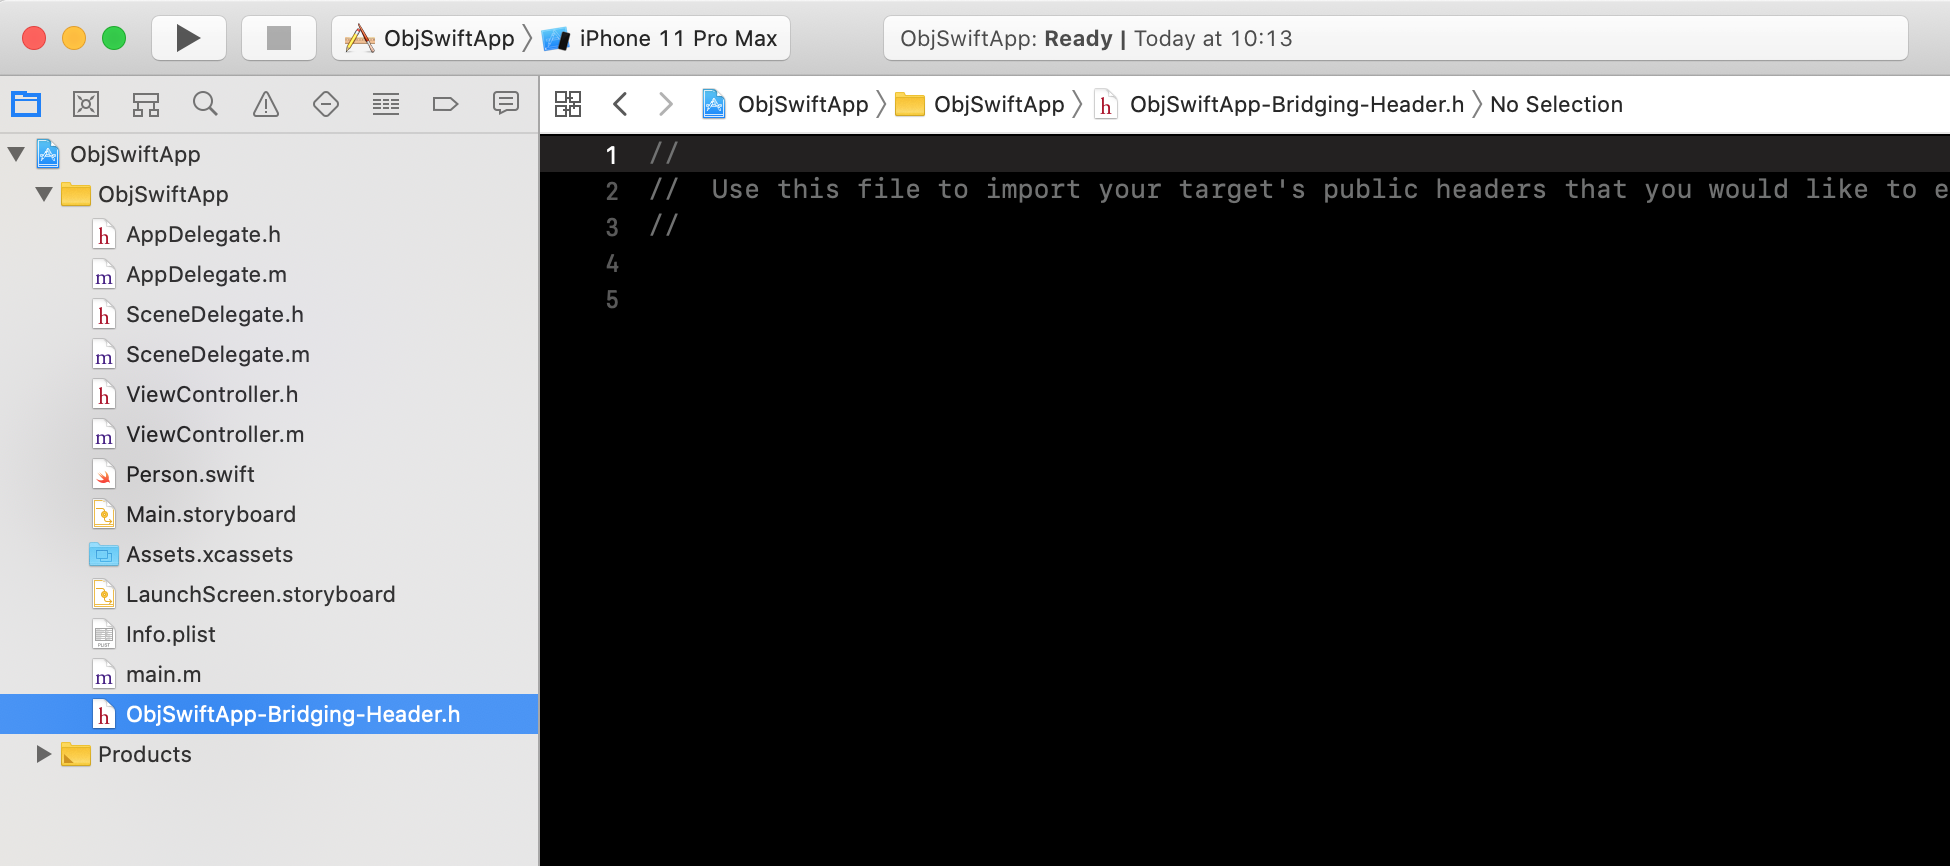 ObjSwiftApp iPhone 11 Pro Max
ObjSwiftApp: Ready | Today at 10:13
ObjSwiftApp ObjSwiftApp h ObjSwiftApp-Bridging-Header.h No Selection
ObjSwiftApp
ObjSwiftApp
h AppDelegate.h
m AppDelegate.m
h SceneDelegate.h
m SceneDelegate.m
h ViewController.h
m ViewController.m
Person.swift
Main.storyboard
Assets.xcassets
LaunchScreen.storyboard
Info.plist
m main.m
h ObjSwiftApp-Bridging-Header.h
Products
1 //
2 //  Use this file to import your target's public headers that you would like to e
3 //
4
5